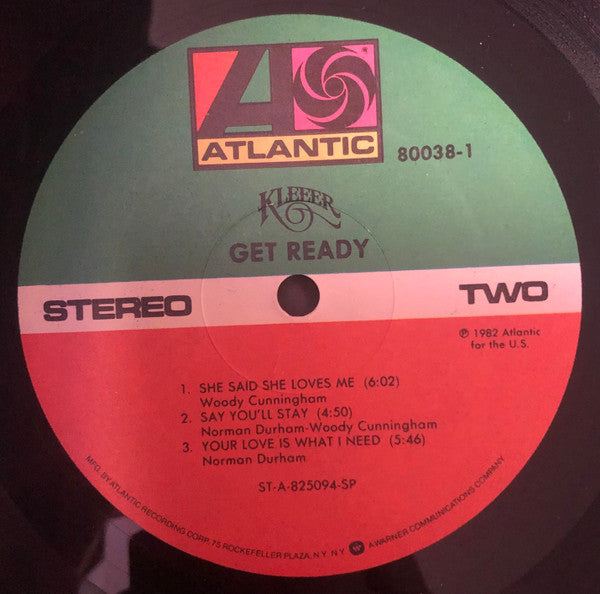 ATLANTIC
80038-1
KLEEER
GET READY
STEREO
TWO
℗ 1982 Atlantic
for the U.S.
1. SHE SAID SHE LOVES ME (6:02)
Woody Cunningham
2. SAY YOU'LL STAY (4:50)
Norman Durham-Woody Cunningham
3. YOUR LOVE IS WHAT I NEED (5:46)
Norman Durham
ST-A-825094-SP
MFG. BY ATLANTIC RECORDING CORP. 75 ROCKEFELLER PLAZA, N.Y. N.Y. A WARNER COMMUNICATIONS COMPANY